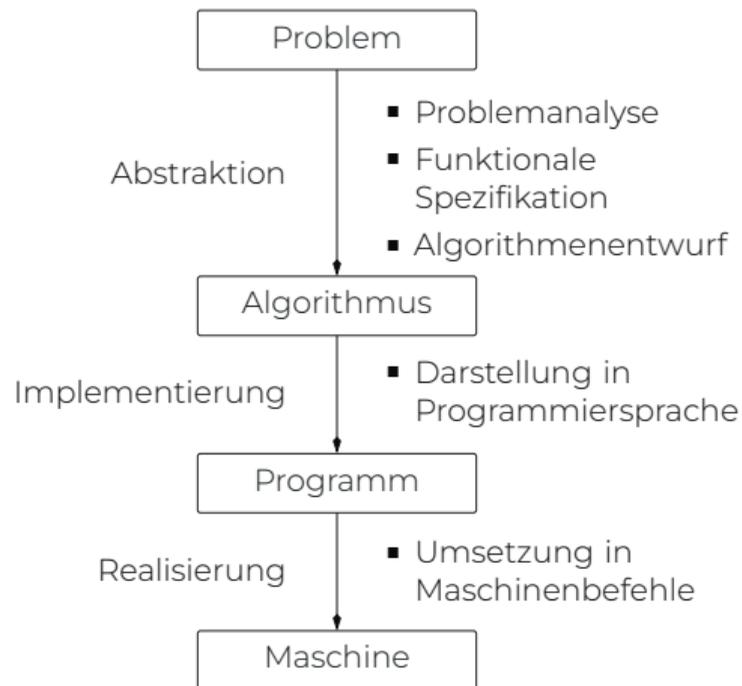 Problem
■ Problemanalyse
Abstraktion
■ Funktionale
Spezifikation
■ Algorithmenentwurf
Algorithmus
Implementierung
■ Darstellung in
Programmiersprache
Programm
Realisierung
■ Umsetzung in
Maschinenbefehle
Maschine